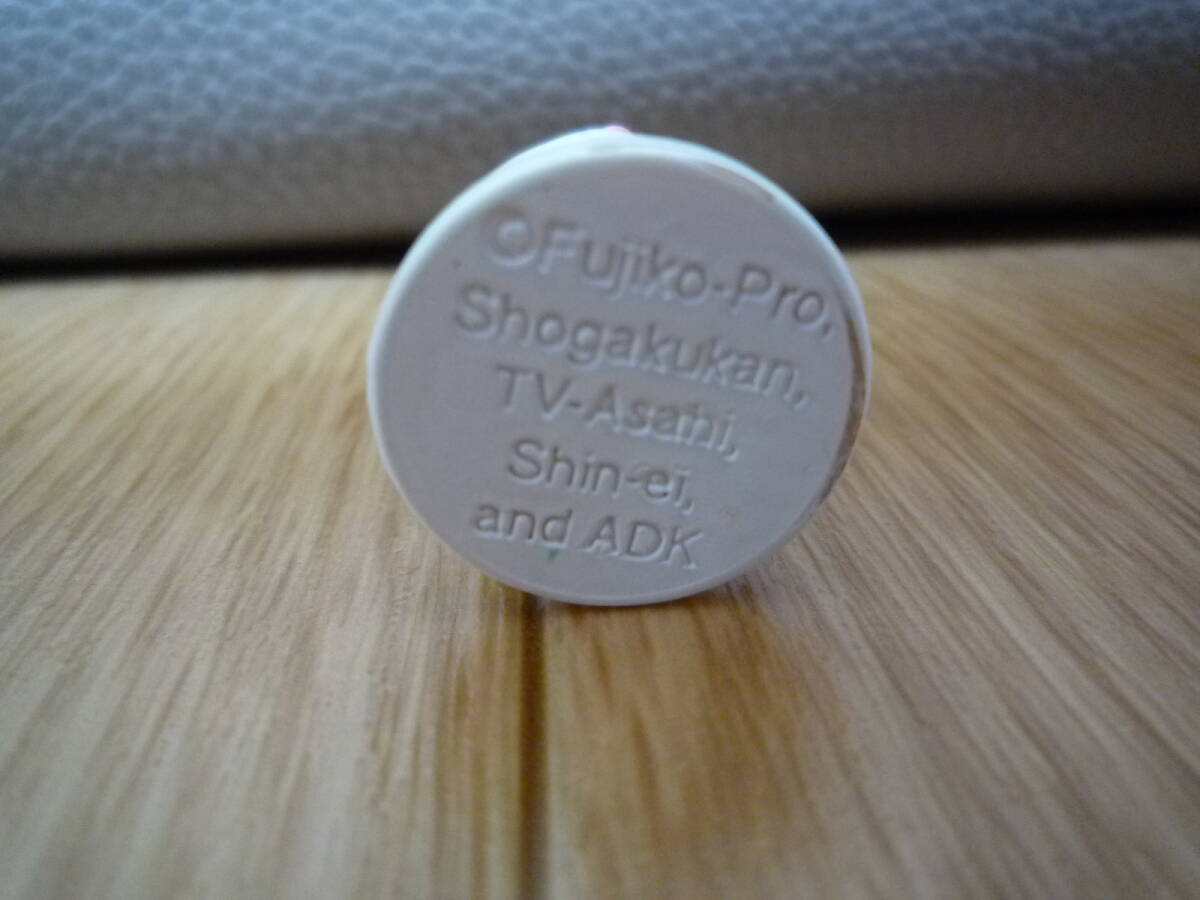 ©Fujiko-Pro,
Shogakukan,
TV-Asahi,
Shin-ei,
and ADK